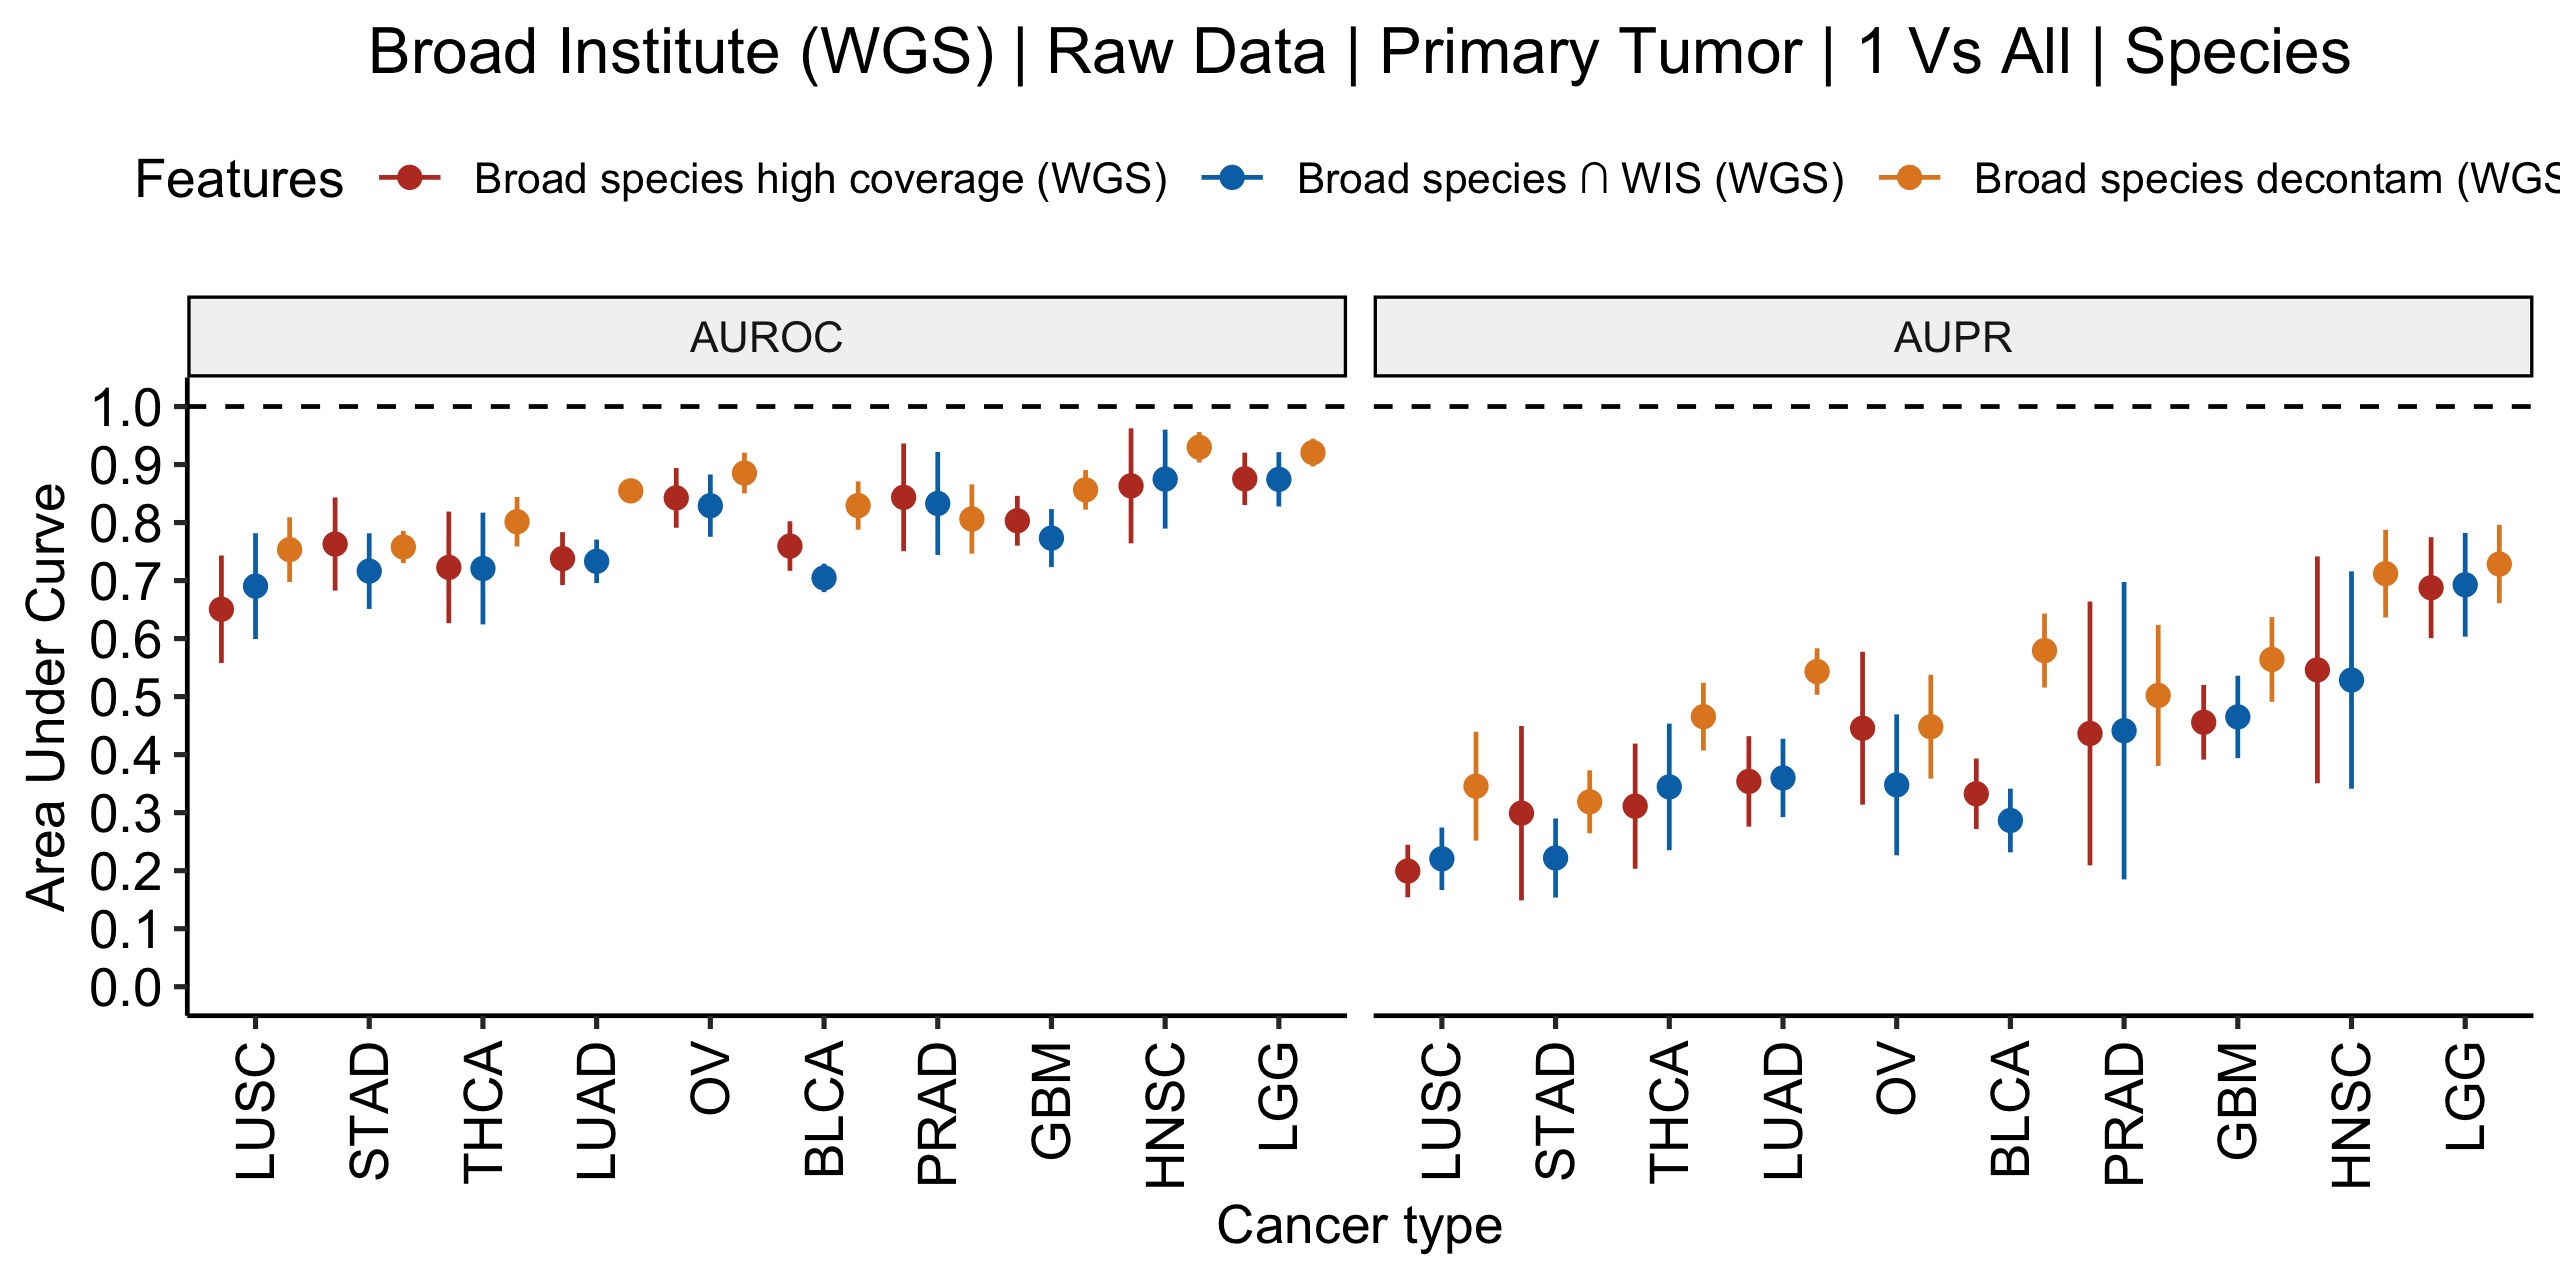 Broad Institute (WGS) | Raw Data | Primary Tumor | 1 Vs All | Species
Features Broad species high coverage (WGS) Broad species ∩ WIS (WGS) Broad species decontam (WGS
AUROC AUPR
Area Under Curve
1.0
0.9
0.8
0.7
0.6
0.5
0.4
0.3
0.2
0.1
0.0
LUSC STAD THCA LUAD OV BLCA PRAD GBM HNSC LGG LUSC STAD THCA LUAD OV BLCA PRAD GBM HNSC LGG
Cancer type